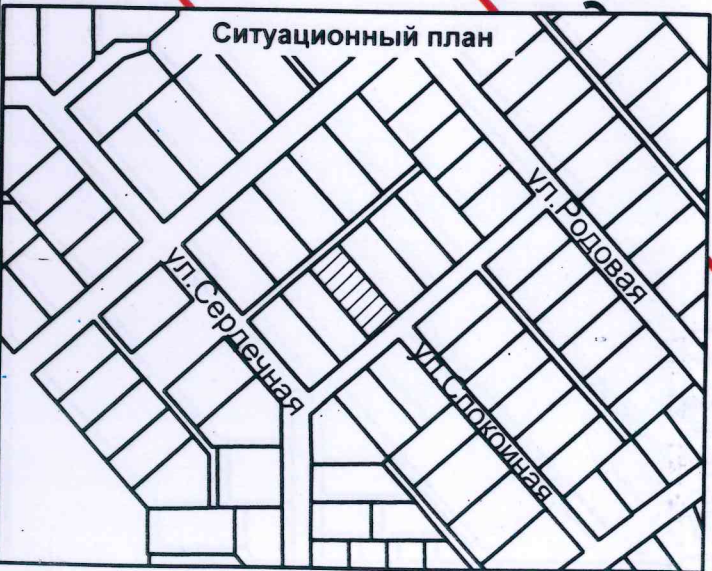 Ситуационный план
ул.Родовая
ул.Сердечная
ул.Спокойная